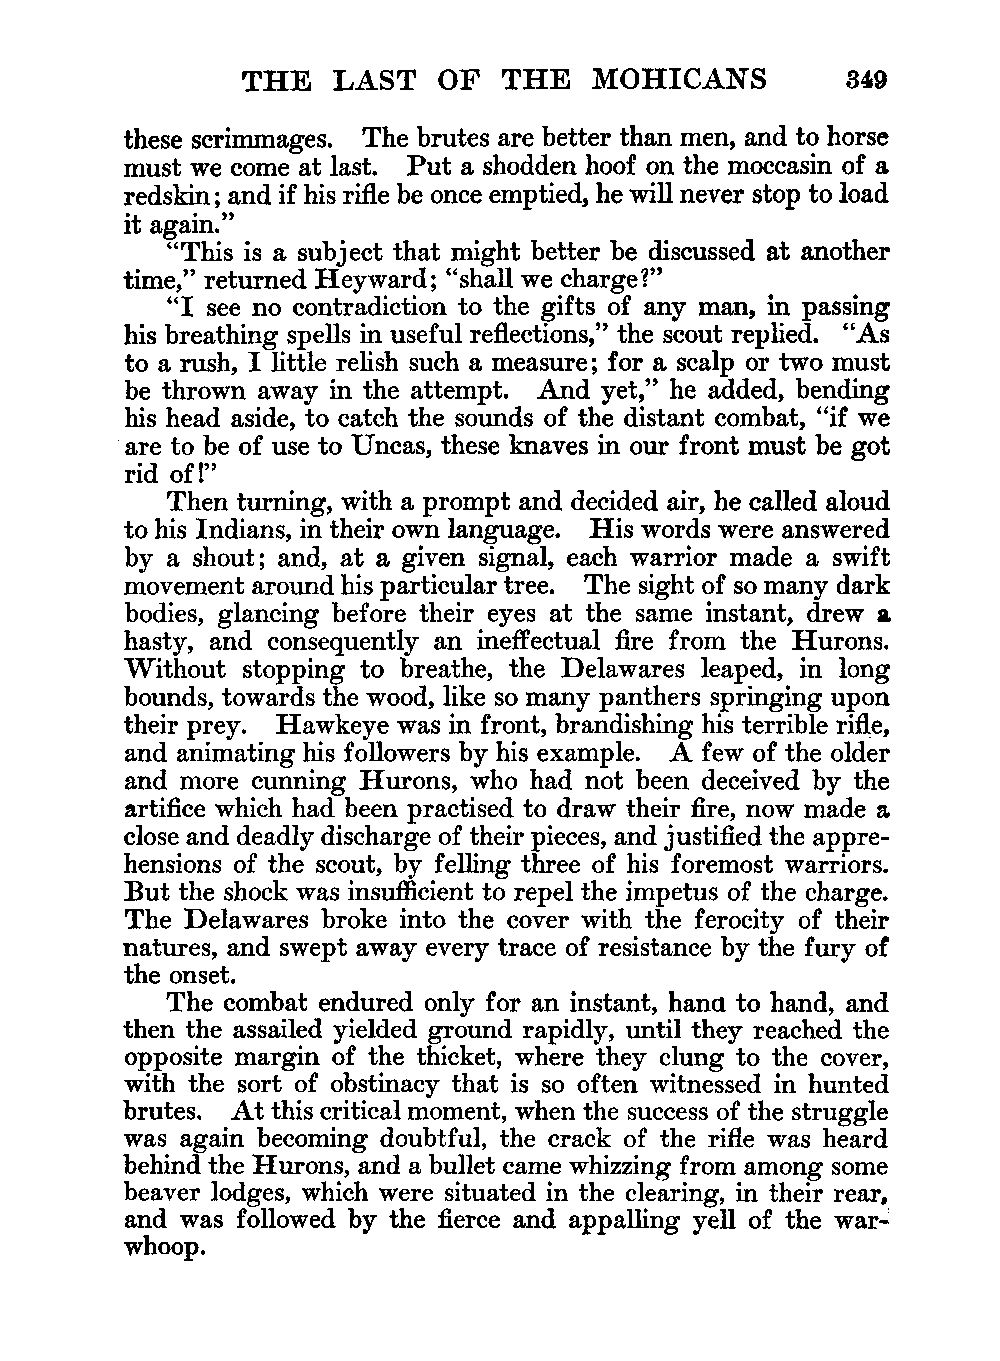 THE LAST OF THE MOHICANS 349
these scrimmages. The brutes are better than men, and to horse
must we come at last. Put a shodden hoof on the moccasin of a
redskin; and if his rifle be once emptied, he will never stop to load
it again.”
“This is a subject that might better be discussed at another
time,” returned Heyward; “shall we charge?”
“I see no contradiction to the gifts of any man, in passing
his breathing spells in useful reflections,” the scout replied. “As
to a rush, I little relish such a measure; for a scalp or two must
be thrown away in the attempt. And yet,” he added, bending
his head aside, to catch the sounds of the distant combat, “if we
are to be of use to Uncas, these knaves in our front must be got
rid of!”
Then turning, with a prompt and decided air, he called aloud
to his Indians, in their own language. His words were answered
by a shout; and, at a given signal, each warrior made a swift
movement around his particular tree. The sight of so many dark
bodies, glancing before their eyes at the same instant, drew a
hasty, and consequently an ineffectual fire from the Hurons.
Without stopping to breathe, the Delawares leaped, in long
bounds, towards the wood, like so many panthers springing upon
their prey. Hawkeye was in front, brandishing his terrible rifle,
and animating his followers by his example. A few of the older
and more cunning Hurons, who had not been deceived by the
artifice which had been practised to draw their fire, now made a
close and deadly discharge of their pieces, and justified the appre-
hensions of the scout, by felling three of his foremost warriors.
But the shock was insufficient to repel the impetus of the charge.
The Delawares broke into the cover with the ferocity of their
natures, and swept away every trace of resistance by the fury of
the onset.
The combat endured only for an instant, hand to hand, and
then the assailed yielded ground rapidly, until they reached the
opposite margin of the thicket, where they clung to the cover,
with the sort of obstinacy that is so often witnessed in hunted
brutes. At this critical moment, when the success of the struggle
was again becoming doubtful, the crack of the rifle was heard
behind the Hurons, and a bullet came whizzing from among some
beaver lodges, which were situated in the clearing, in their rear,
and was followed by the fierce and appalling yell of the war-
whoop.